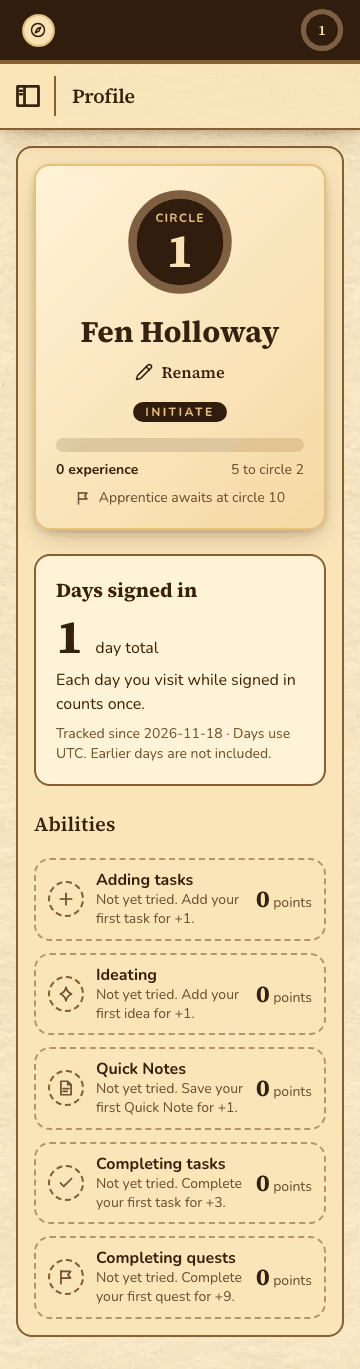 1
Profile
CIRCLE
1
Fen Holloway
Rename
INITIATE
0 experience
5 to circle 2
Apprentice awaits at circle 10
Days signed in
1 day total
Each day you visit while signed in
counts once.
Tracked since 2026-11-18 · Days use
UTC. Earlier days are not included.
Abilities
Adding tasks
Not yet tried. Add your
first task for +1.
0 points
Ideating
Not yet tried. Add your
first idea for +1.
0 points
Quick Notes
Not yet tried. Save your
first Quick Note for +1.
0 points
Completing tasks
Not yet tried. Complete
your first task for +3.
0 points
Completing quests
Not yet tried. Complete
your first quest for +9.
0 points